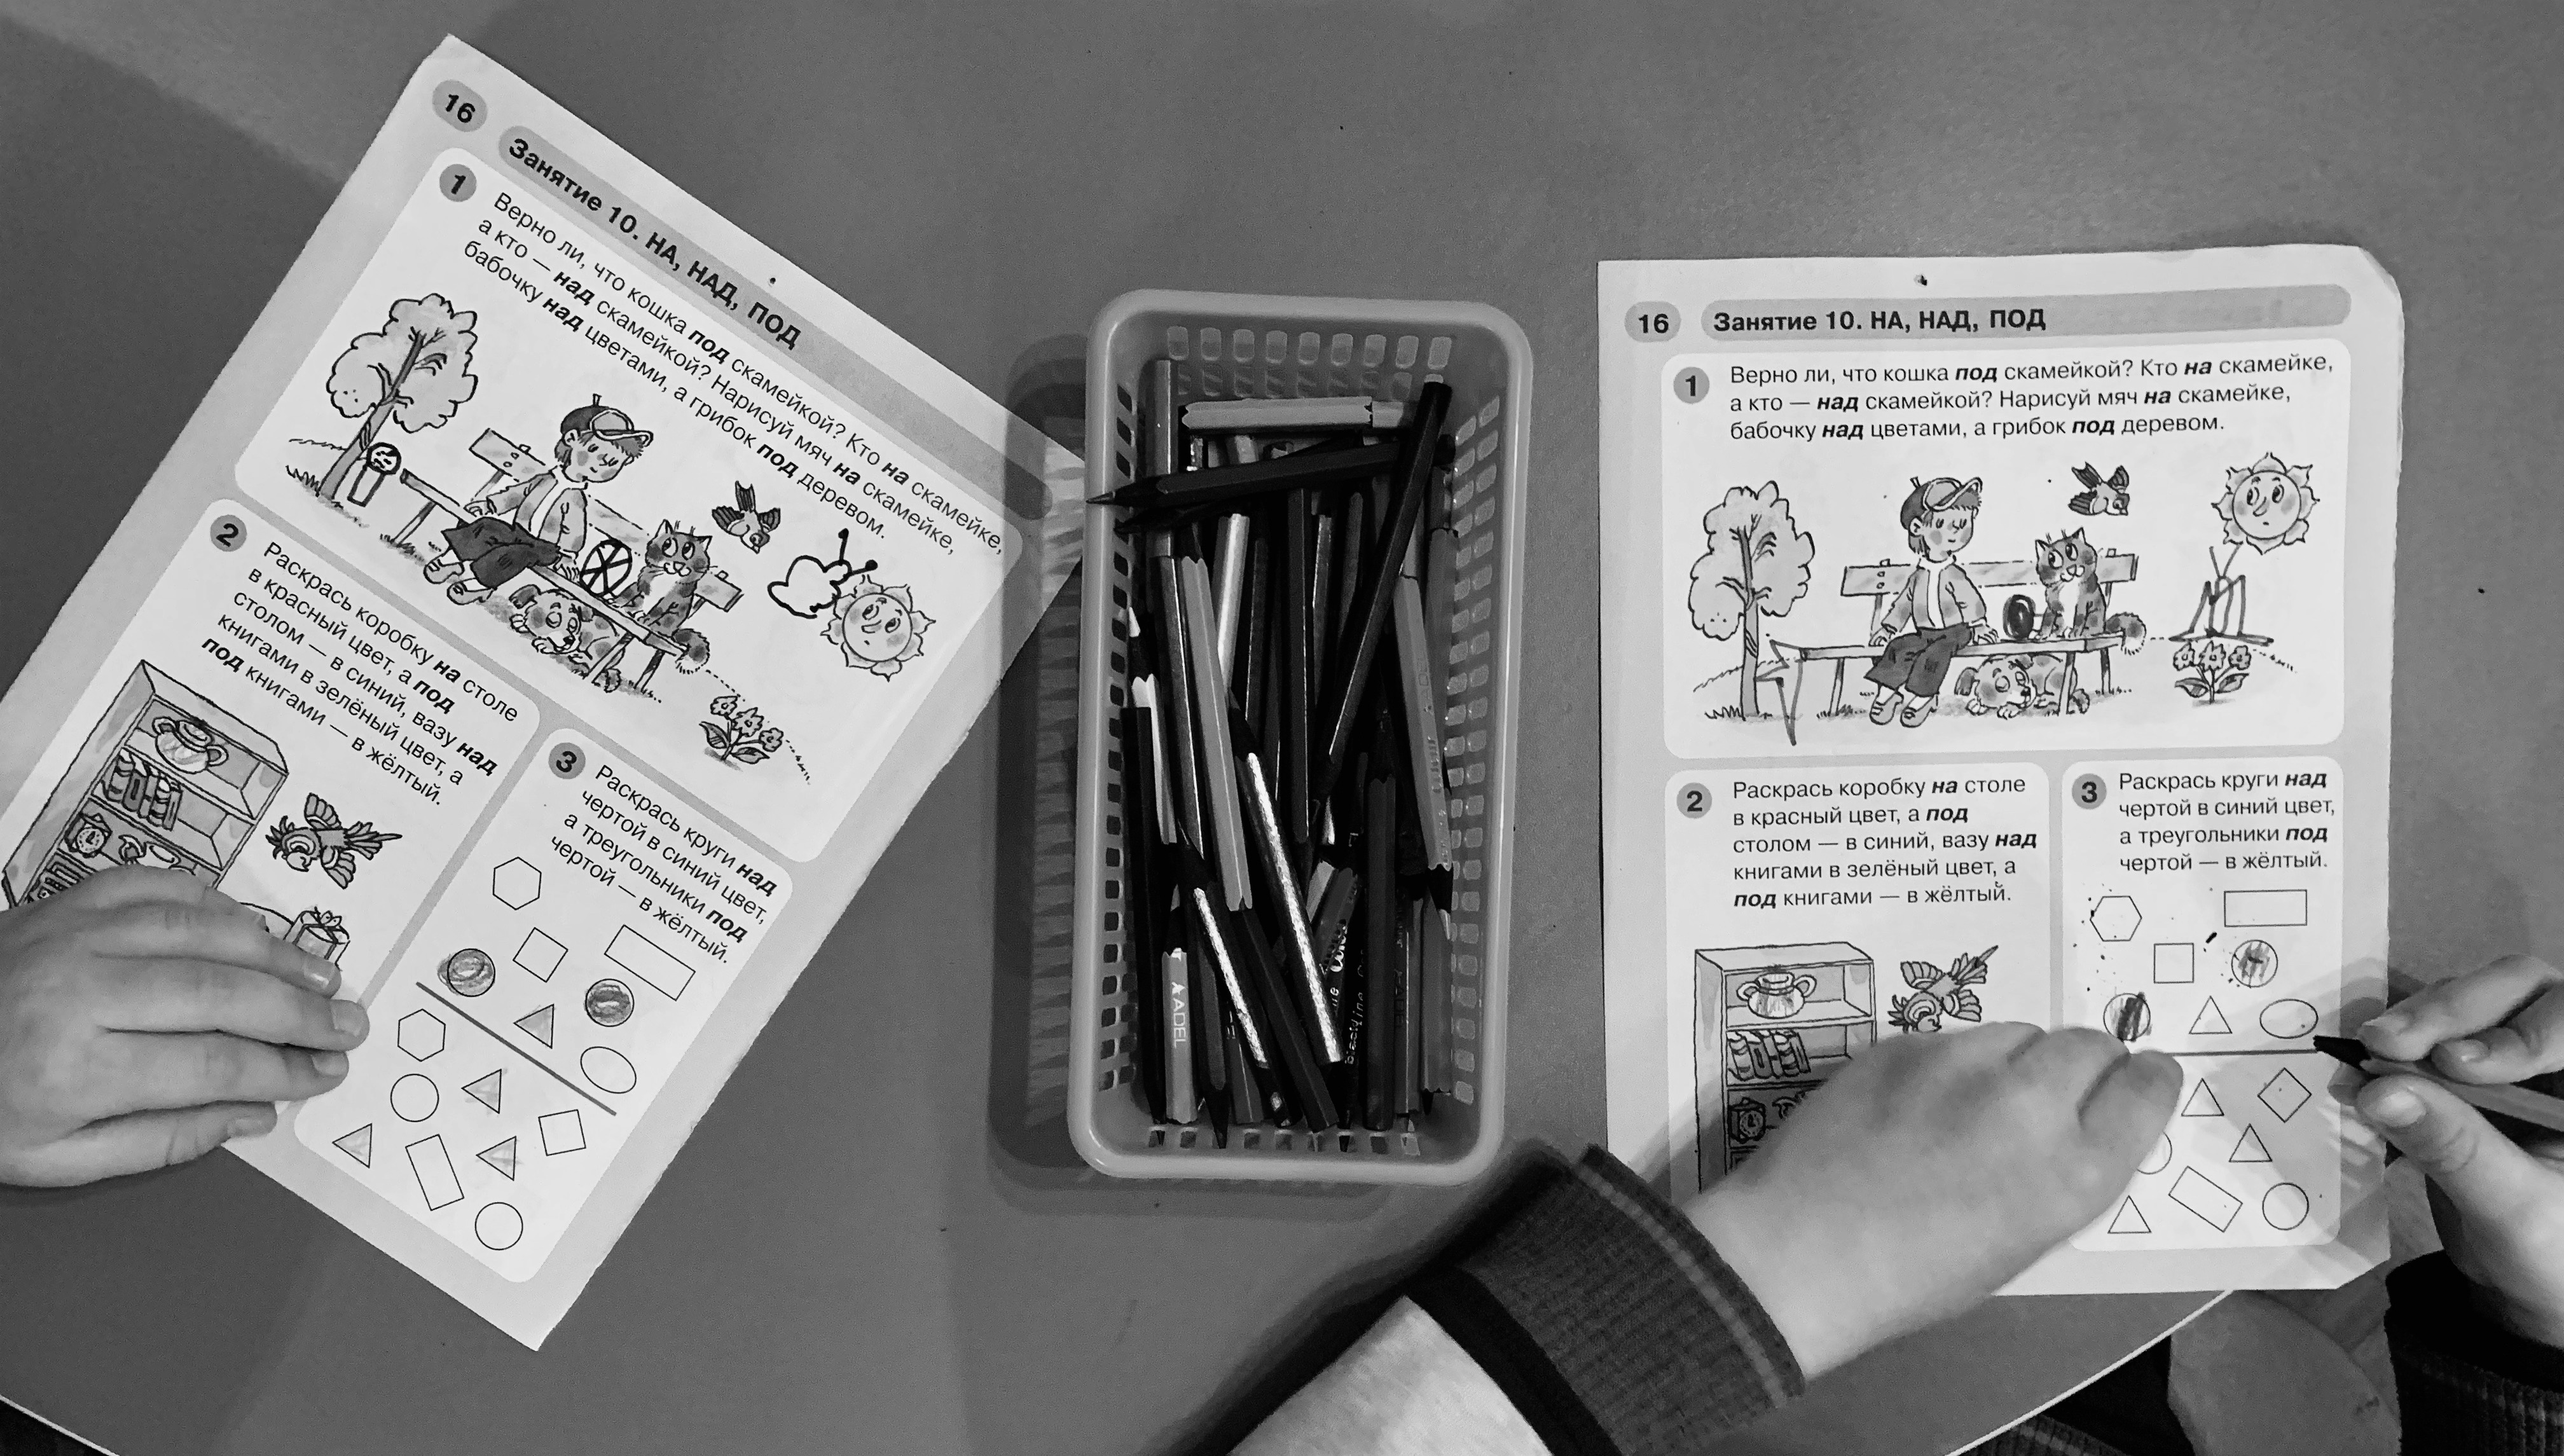 16
Занятие 10. НА, НАД, ПОД
1
Верно ли, что кошка под скамейкой? Кто на скамейке,
а кто — над скамейкой? Нарисуй мяч на скамейке,
бабочку над цветами, а грибок под деревом.
2
Раскрась коробку на столе
в красный цвет, а под
столом — в синий, вазу над
книгами в зелёный цвет, а
под книгами — в жёлтый.
3
Раскрась круги над
чертой в синий цвет,
а треугольники под
чертой — в жёлтый.
ADEL
16
Занятие 10. НА, НАД, ПОД
1
Верно ли, что кошка под скамейкой? Кто на скамейке,
а кто — над скамейкой? Нарисуй мяч на скамейке,
бабочку над цветами, а грибок под деревом.
2
Раскрась коробку на столе
в красный цвет, а под
столом — в синий, вазу над
книгами в зелёный цвет, а
под книгами — в жёлтый.
3
Раскрась круги над
чертой в синий цвет,
а треугольники под
чертой — в жёлтый.